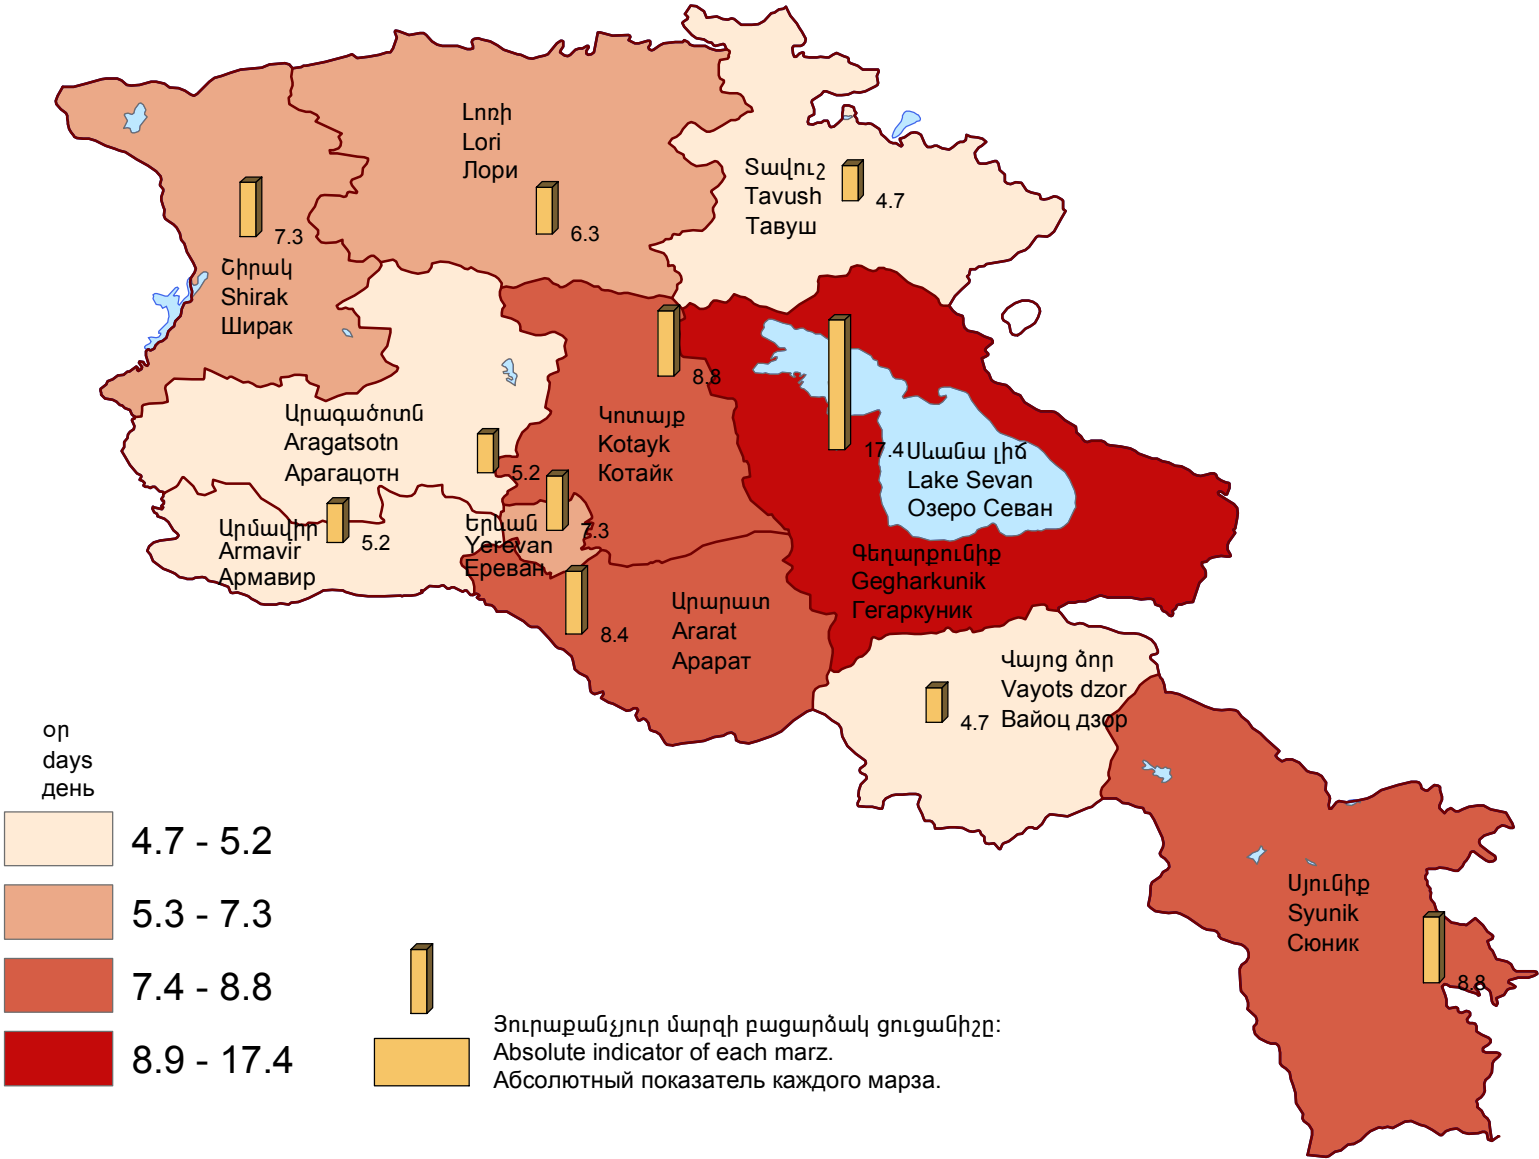 Լոռի
Lori
Лори
6.3
Տավուշ
Tavush
Тавуш
4.7
7.3
Շիրակ
Shirak
Ширак
8.8
Կոտայք
Kotayk
Котайк
Արագածոտն
Aragatsotn
Арагацотн
5.2
17.4
Սևանա լիճ
Lake Sevan
Озеро Севан
Արմավիր
Armavir
Армавир
5.2
Երևան
Yerevan
Ереван
7.3
Գեղարքունիք
Gegharkunik
Гегаркуник
8.4
Արարատ
Ararat
Арарат
Վայոց ձոր
Vayots dzor
Вайоц дзор
4.7
Սյունիք
Syunik
Сюник
8.8
օր
days
день
4.7 - 5.2
5.3 - 7.3
7.4 - 8.8
8.9 - 17.4
Յուրաքանչյուր մարզի բացարձակ ցուցանիշը:
Absolute indicator of each marz.
Абсолютный показатель каждого марза.